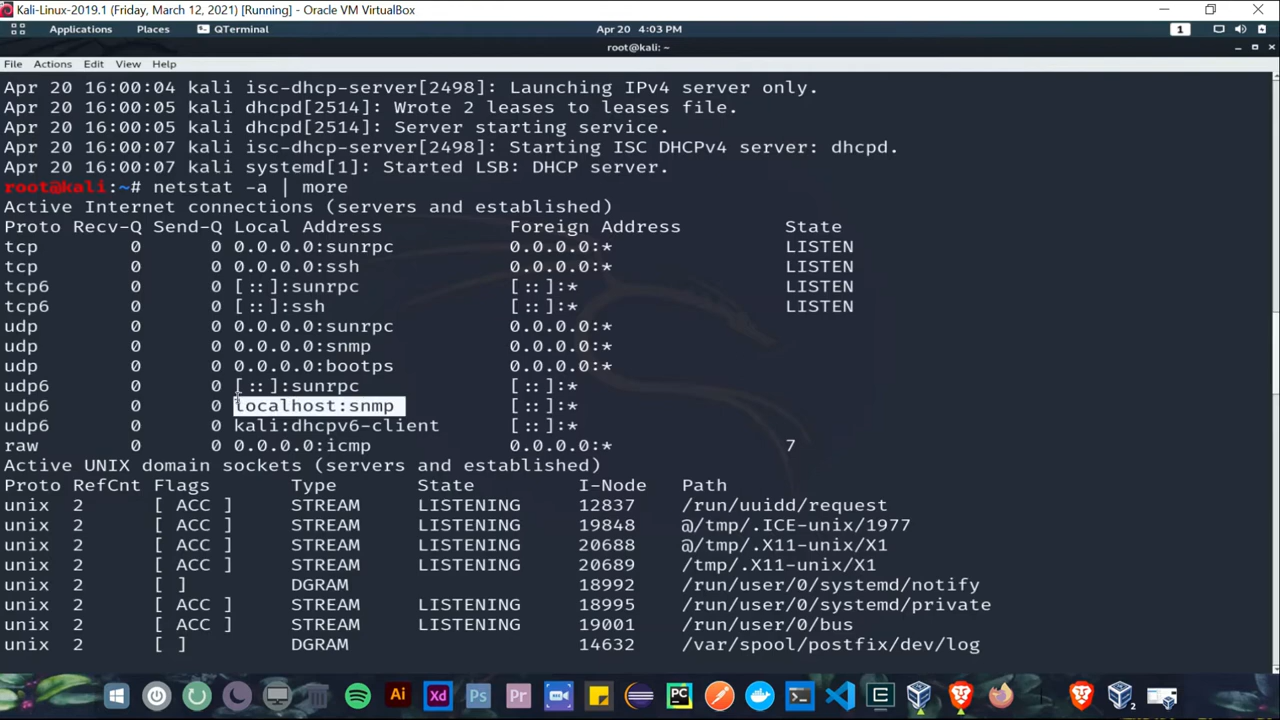 Kali-Linux-2019.1 (Friday, March 12, 2021) [Running] - Oracle VM VirtualBox
Applications Places QTerminal Apr 20 4:03 PM 1
root@kali: ~
File Actions Edit View Help
Apr 20 16:00:04 kali isc-dhcp-server[2498]: Launching IPv4 server only.
Apr 20 16:00:05 kali dhcpd[2514]: Wrote 2 leases to leases file.
Apr 20 16:00:05 kali dhcpd[2514]: Server starting service.
Apr 20 16:00:07 kali isc-dhcp-server[2498]: Starting ISC DHCPv4 server: dhcpd.
Apr 20 16:00:07 kali systemd[1]: Started LSB: DHCP server.
root@kali:~# netstat -a | more
Active Internet connections (servers and established)
Proto Recv-Q Send-Q Local Address Foreign Address State
tcp 0 0 0.0.0.0:sunrpc 0.0.0.0:* LISTEN
tcp 0 0 0.0.0.0:ssh 0.0.0.0:* LISTEN
tcp6 0 0 [::]:sunrpc [::]:* LISTEN
tcp6 0 0 [::]:ssh [::]:* LISTEN
udp 0 0 0.0.0.0:sunrpc 0.0.0.0:*
udp 0 0 0.0.0.0:snmp 0.0.0.0:*
udp 0 0 0.0.0.0:bootps 0.0.0.0:*
udp6 0 0 [::]:sunrpc [::]:*
udp6 0 0 localhost:snmp [::]:*
udp6 0 0 kali:dhcpv6-client [::]:*
raw 0 0 0.0.0.0:icmp 0.0.0.0:* 7
Active UNIX domain sockets (servers and established)
Proto RefCnt Flags Type State I-Node Path
unix 2 [ ACC ] STREAM LISTENING 12837 /run/uuidd/request
unix 2 [ ACC ] STREAM LISTENING 19848 @/tmp/.ICE-unix/1977
unix 2 [ ACC ] STREAM LISTENING 20688 @/tmp/.X11-unix/X1
unix 2 [ ACC ] STREAM LISTENING 20689 /tmp/.X11-unix/X1
unix 2 [ ] DGRAM 18992 /run/user/0/systemd/notify
unix 2 [ ACC ] STREAM LISTENING 18995 /run/user/0/systemd/private
unix 2 [ ACC ] STREAM LISTENING 19001 /run/user/0/bus
unix 2 [ ] DGRAM 14632 /var/spool/postfix/dev/log
Ai Xd Ps Pr PC 2